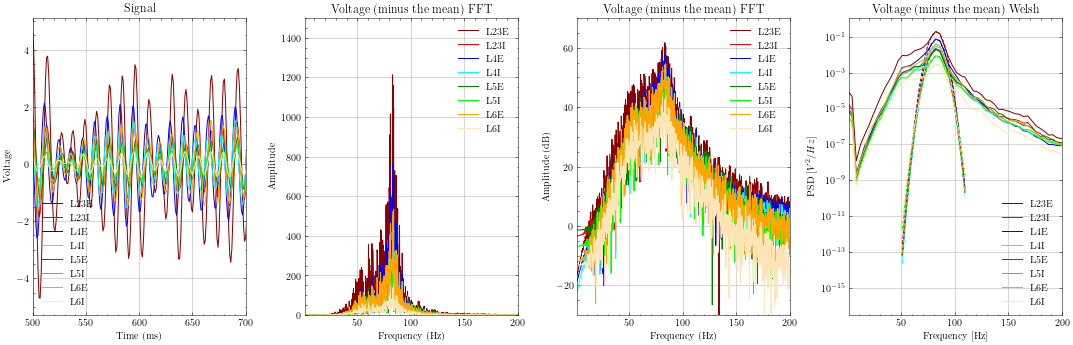 Signal
Voltage
4
2
0
−2
−4
500
550
600
650
700
Time (ms)
L23E
L23I
L4E
L4I
L5E
L5I
L6E
L6I
Voltage (minus the mean) FFT
Amplitude
1400
1200
1000
800
600
400
200
0
50
100
150
200
Frequency (Hz)
L23E
L23I
L4E
L4I
L5E
L5I
L6E
L6I
Voltage (minus the mean) FFT
Amplitude (dB)
60
40
20
0
−20
50
100
150
200
Frequency (Hz)
L23E
L23I
L4E
L4I
L5E
L5I
L6E
L6I
Voltage (minus the mean) Welsh
PSD [V**2/Hz]
10⁻¹
10⁻³
10⁻⁵
10⁻⁷
10⁻⁹
10⁻¹¹
10⁻¹³
10⁻¹⁵
50
100
150
200
Frequency [Hz]
L23E
L23I
L4E
L4I
L5E
L5I
L6E
L6I